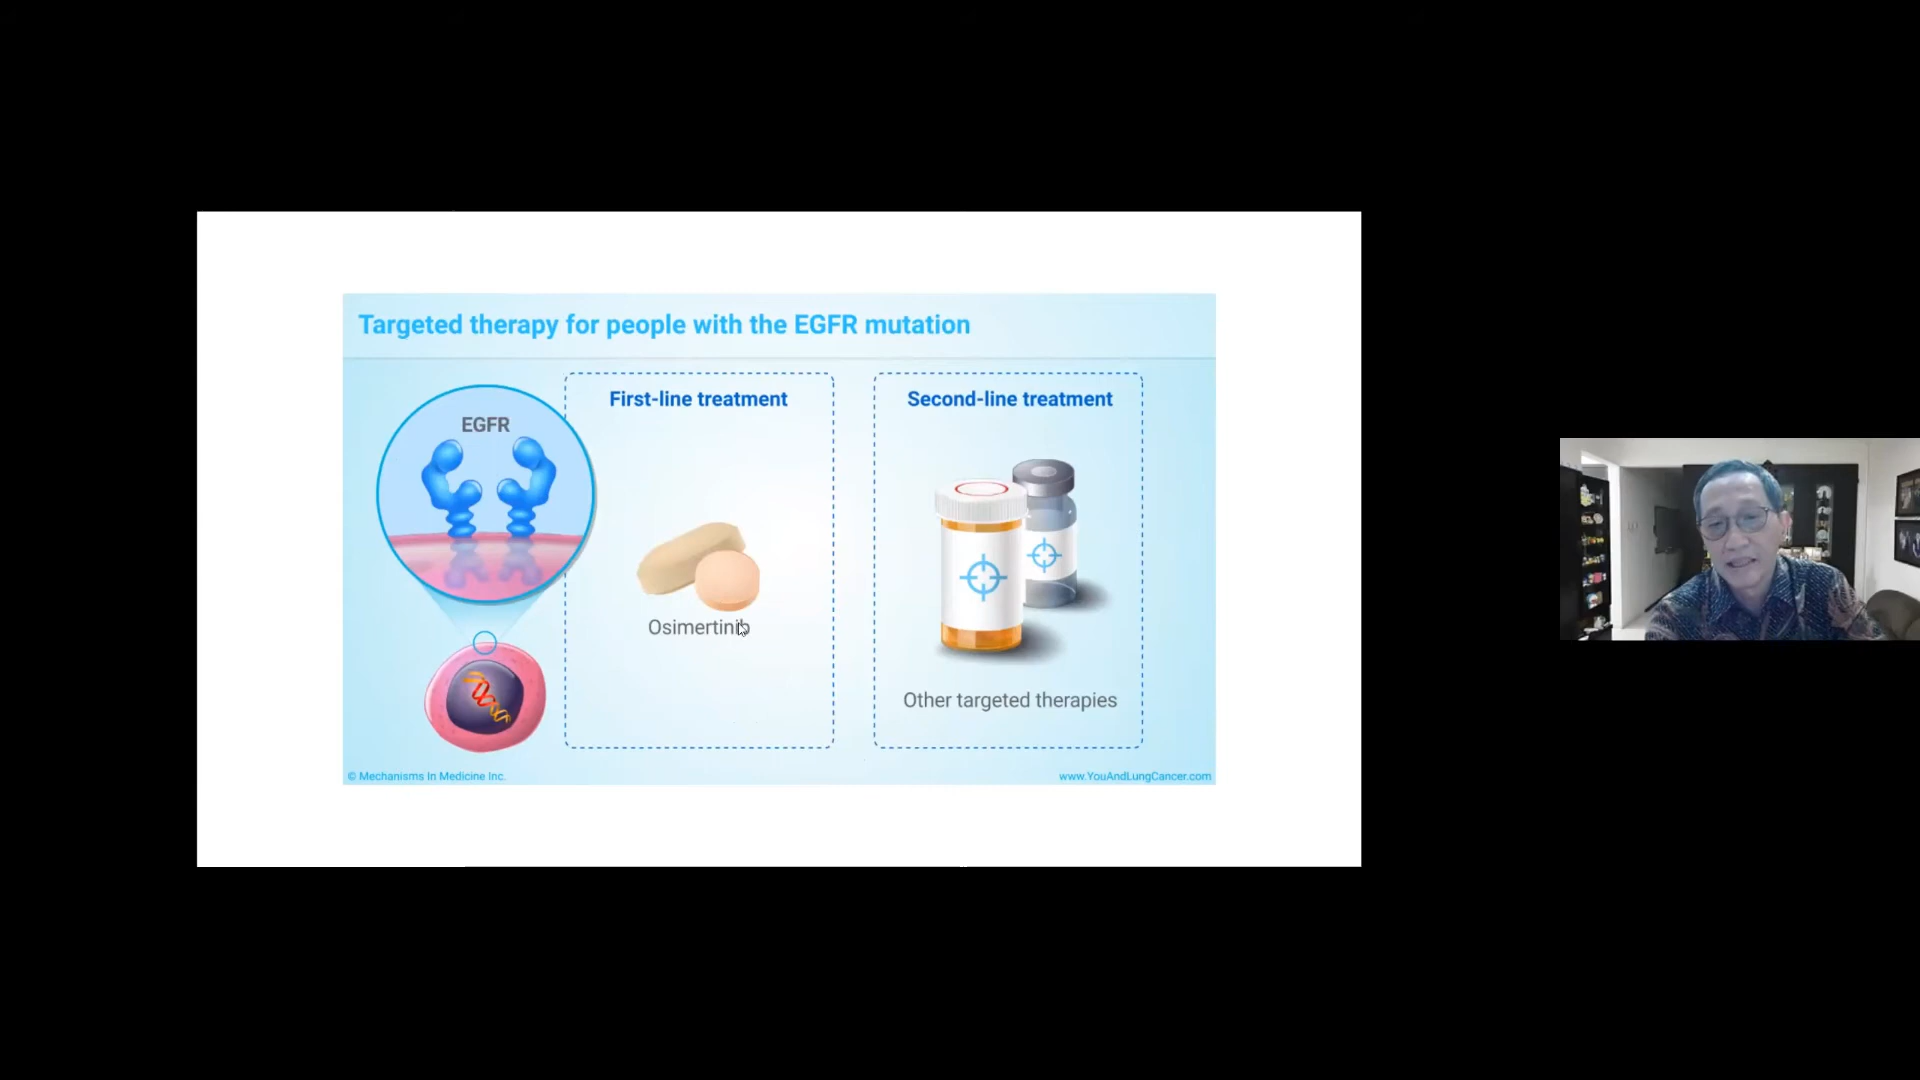 Targeted therapy for people with the EGFR mutation
EGFR
First-line treatment
Osimertinib
Second-line treatment
Other targeted therapies
© Mechanisms In Medicine Inc.
www.YouAndLungCancer.com